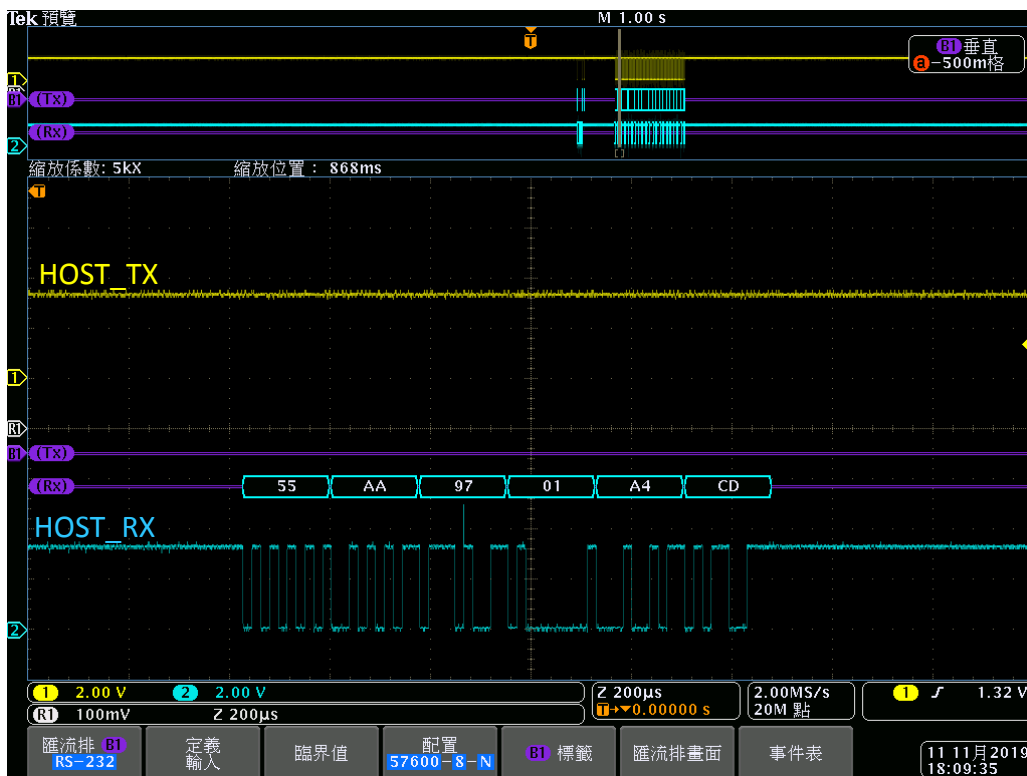 Tek 預覽 M 1.00 s
T
B1 垂直
a -500m格
1
B1 (Tx)
(Rx)
2
縮放係數: 5kX 縮放位置： 868ms
T
HOST_TX
1
R1
B1 (Tx)
(Rx) 55 AA 97 01 A4 CD
HOST_RX
2
1 2.00 V 2 2.00 V Z 200µs 2.00MS/s 1 1.32 V
R1 100mV Z 200µs T→▼0.00000 s 20M 點
匯流排 B1 定義 臨界值 配置 B1 標籤 匯流排畫面 事件表
RS-232 輸入 57600-8-N
11 11月2019
18:09:35